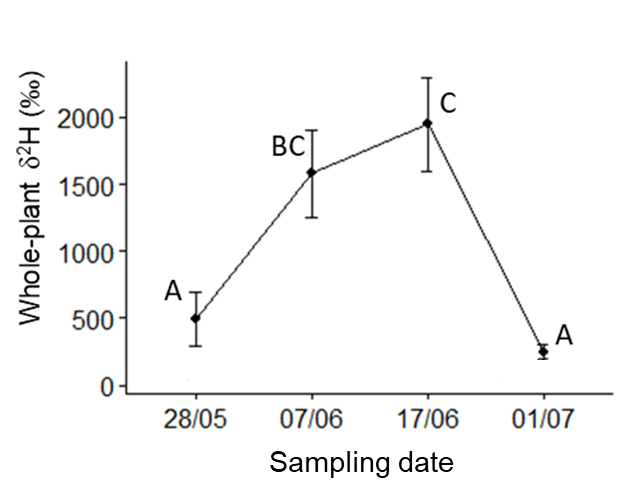 Whole-plant δ²H (‰)
2000
1500
1000
500
0
A
BC
C
A
28/05 07/06 17/06 01/07
Sampling date